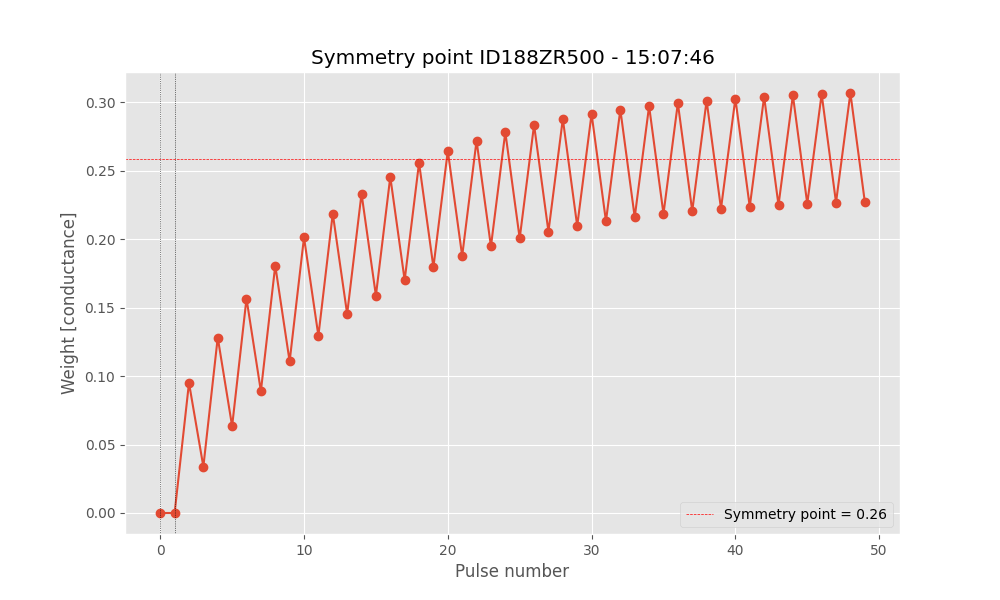 Symmetry point ID188ZR500 - 15:07:46
Weight [conductance]
0.30
0.25
0.20
0.15
0.10
0.05
0.00
Symmetry point = 0.26
0 10 20 30 40 50
Pulse number